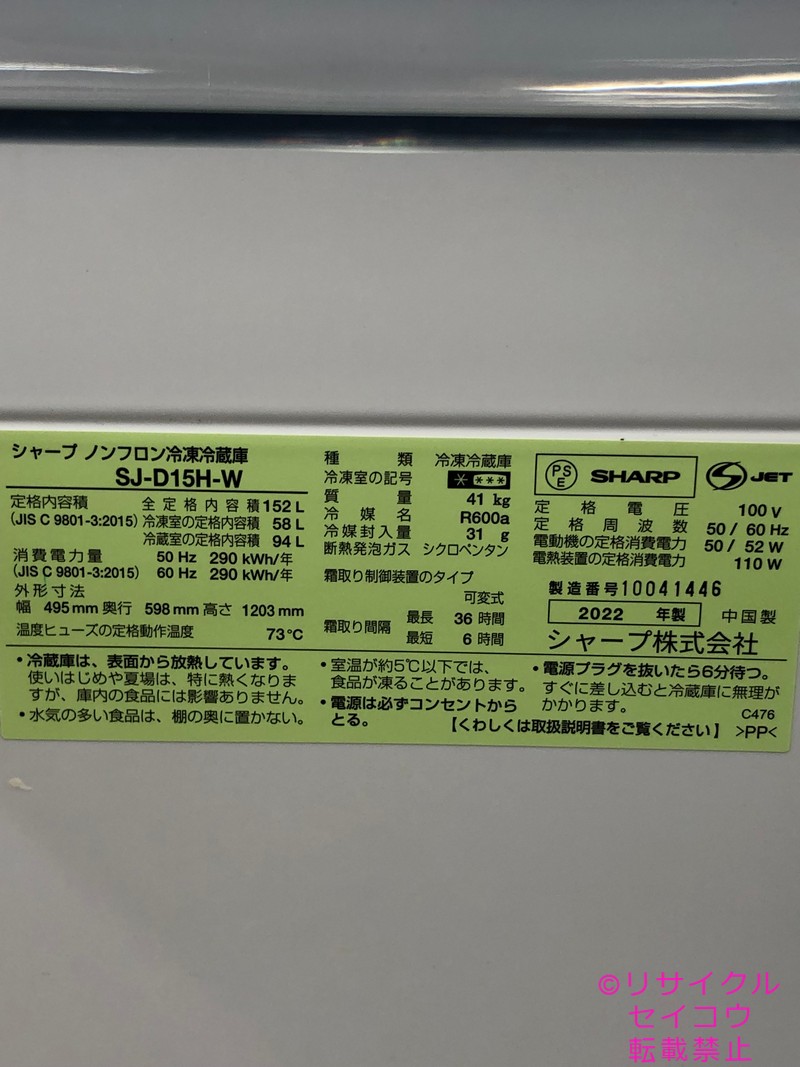 シャープ ノンフロン冷凍冷蔵庫
SJ-D15H-W
定格内容積 全定格内容積 152 L
(JIS C 9801-3:2015) 冷凍室の定格内容積 58 L
冷蔵室の定格内容積 94 L
消費電力量 50 Hz 290 kWh/年
(JIS C 9801-3:2015) 60 Hz 290 kWh/年
外形寸法
幅 495 mm 奥行 598 mm 高さ 1203 mm
温度ヒューズの定格動作温度 73℃
種類 冷凍冷蔵庫
冷凍室の記号 ****
質量 41 kg
冷媒名 R600a
冷媒封入量 31 g
断熱発泡ガス シクロペンタン
霜取り制御装置のタイプ
可変式
霜取り間隔 最長 36 時間
最短 6 時間
PSE SHARP JET
定格電圧 100 V
定格周波数 50 / 60 Hz
電動機の定格消費電力 50 / 52 W
電熱装置の定格消費電力 110 W
製造番号 10041446
2022 年製 中国製
シャープ株式会社
・冷蔵庫は、表面から放熱しています。
使いはじめや夏場は、特に熱くなりま
すが、庫内の食品には影響ありません。
・水気の多い食品は、棚の奥に置かない。
・室温が約5℃以下では、
食品が凍ることがあります。
・電源は必ずコンセントから
とる。
・電源プラグを抜いたら6分待つ。
すぐに差し込むと冷蔵庫に無理が
かかります。
C476
【くわしくは取扱説明書をご覧ください】 >PP<
©リサイクル
セイコウ
転載禁止